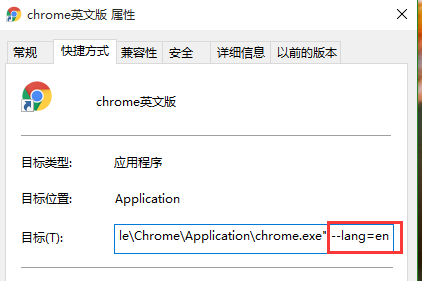 chrome英文版 属性
常规 快捷方式 兼容性 安全 详细信息 以前的版本
chrome英文版
目标类型: 应用程序
目标位置: Application
目标(T): le\Chrome\Application\chrome.exe" --lang=en